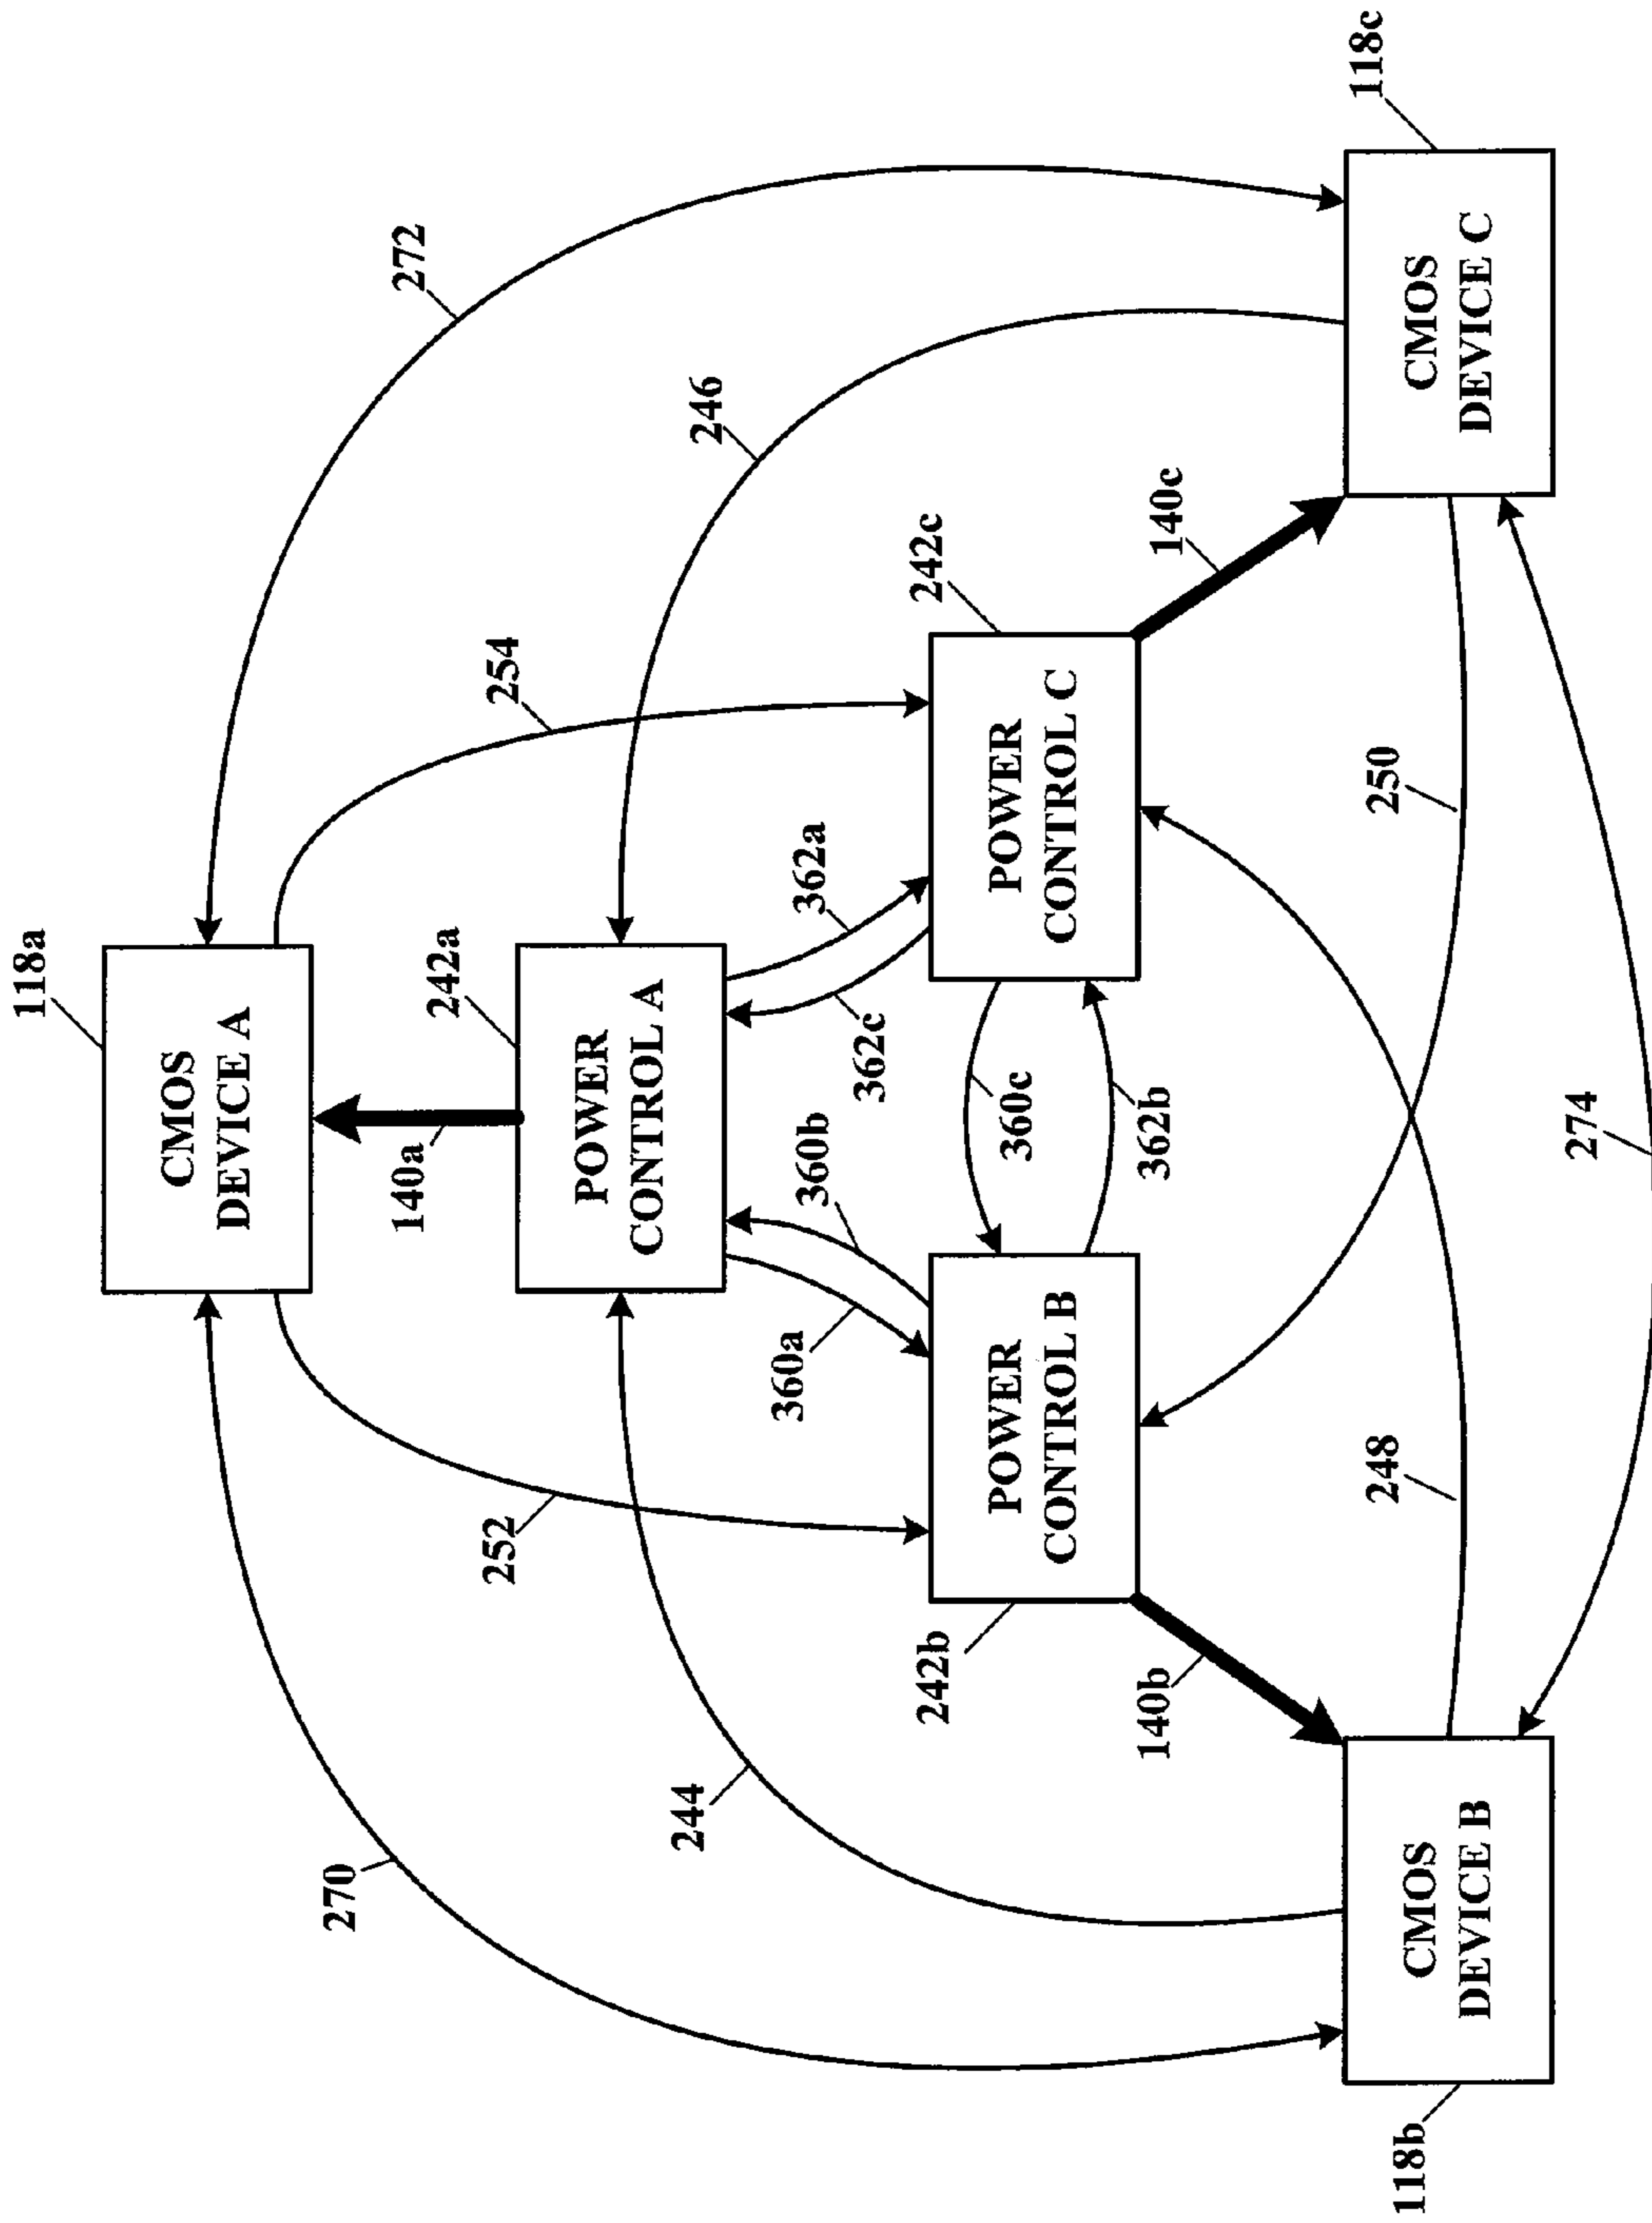 118a
CMOS
DEVICE A
272
270
140a
254
252
242a
POWER
CONTROL A
246
244
360b
362a
360a
362c
242b
POWER
CONTROL B
360c
362b
242c
POWER
CONTROL C
140b
140c
118b
CMOS
DEVICE B
248
250
CMOS
DEVICE C
118c
274